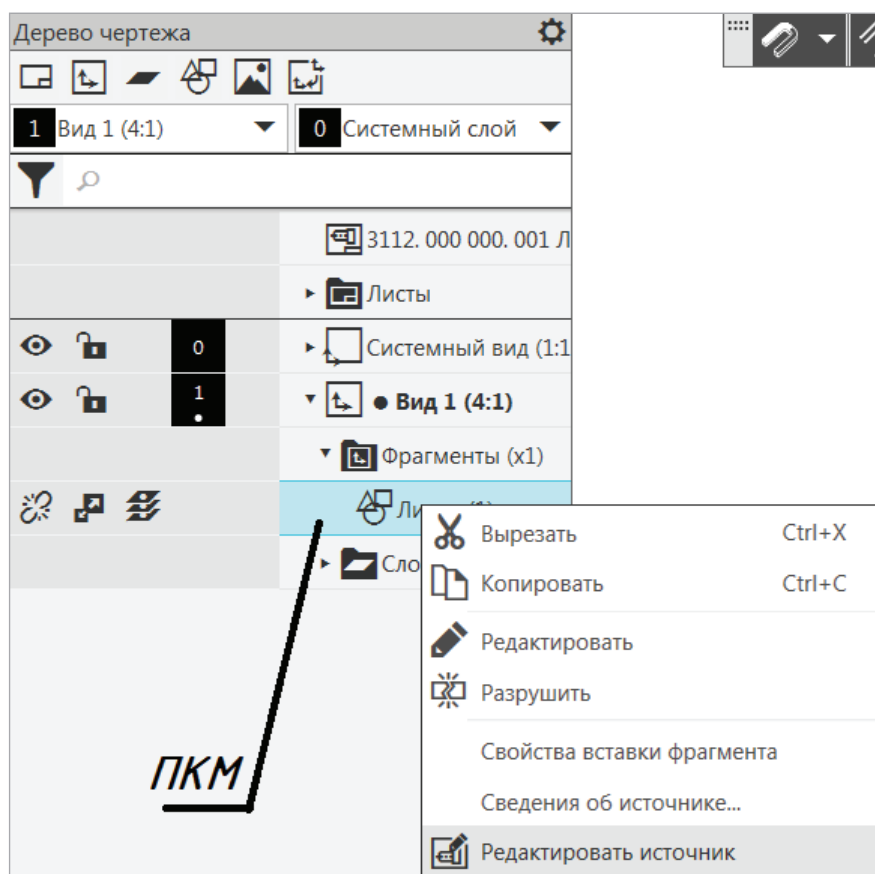 Дерево чертежа
1 Вид 1 (4:1) 0 Системный слой
3112. 000 000. 001 Л
Листы
0 Системный вид (1:1
1 Вид 1 (4:1)
Фрагменты (x1)
Вырезать Ctrl+X
Сло
Копировать Ctrl+C
Редактировать
Разрушить
Свойства вставки фрагмента
ПКМ
Сведения об источнике...
Редактировать источник